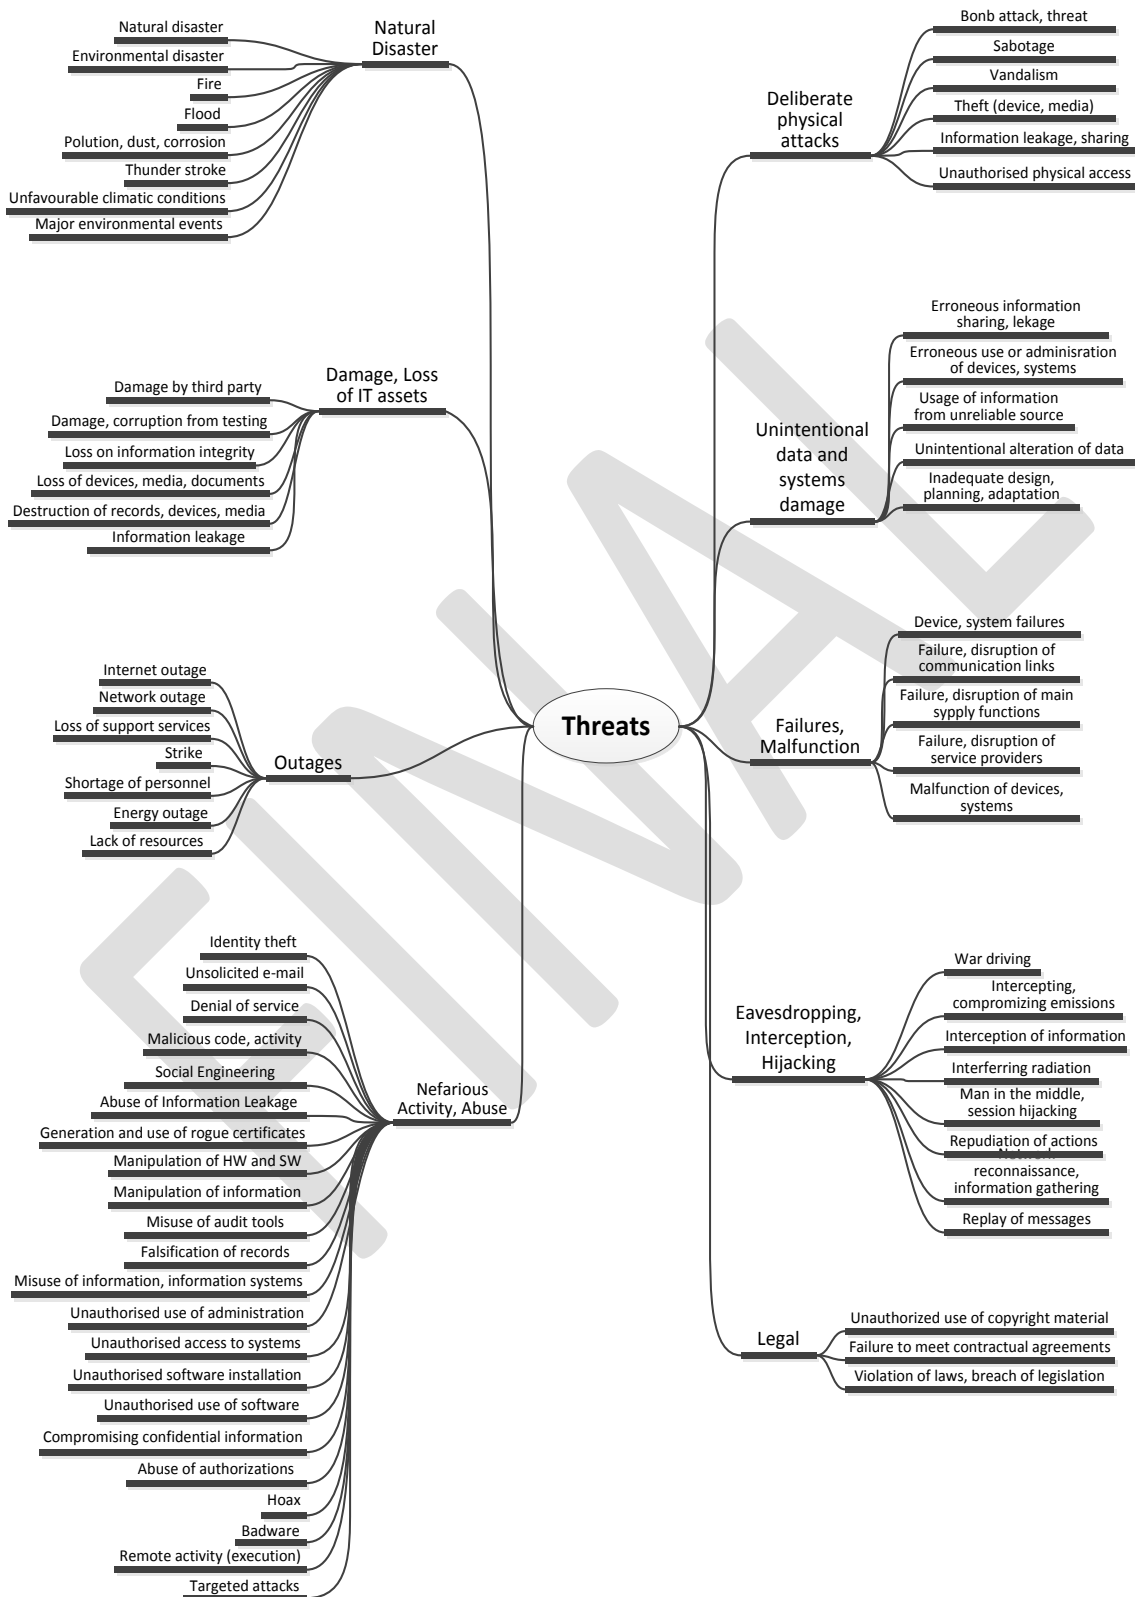 Natural
Disaster
Natural disaster
Environmental disaster
Fire
Flood
Polution, dust, corrosion
Thunder stroke
Unfavourable climatic conditions
Major environmental events
Damage, Loss
of IT assets
Damage by third party
Damage, corruption from testing
Loss on information integrity
Loss of devices, media, documents
Destruction of records, devices, media
Information leakage
Outages
Internet outage
Network outage
Loss of support services
Strike
Shortage of personnel
Energy outage
Lack of resources
Nefarious
Activity, Abuse
Identity theft
Unsolicited e-mail
Denial of service
Malicious code, activity
Social Engineering
Abuse of Information Leakage
Generation and use of rogue certificates
Manipulation of HW and SW
Manipulation of information
Misuse of audit tools
Falsification of records
Misuse of information, information systems
Unauthorised use of administration
Unauthorised access to systems
Unauthorised software installation
Unauthorised use of software
Compromising confidential information
Abuse of authorizations
Hoax
Badware
Remote activity (execution)
Targeted attacks
Threats
Deliberate
physical
attacks
Bonb attack, threat
Sabotage
Vandalism
Theft (device, media)
Information leakage, sharing
Unauthorised physical access
Unintentional
data and
systems
damage
Erroneous information
sharing, lekage
Erroneous use or adminisration
of devices, systems
Usage of information
from unreliable source
Unintentional alteration of data
Inadequate design,
planning, adaptation
Failures,
Malfunction
Device, system failures
Failure, disruption of
communication links
Failure, disruption of main
sypply functions
Failure, disruption of
service providers
Malfunction of devices,
systems
Eavesdropping,
Interception,
Hijacking
War driving
Intercepting,
compromizing emissions
Interception of information
Interferring radiation
Man in the middle,
session hijacking
Repudiation of actions
Network
reconnaissance,
information gathering
Replay of messages
Legal
Unauthorized use of copyright material
Failure to meet contractual agreements
Violation of laws, breach of legislation
FINAL